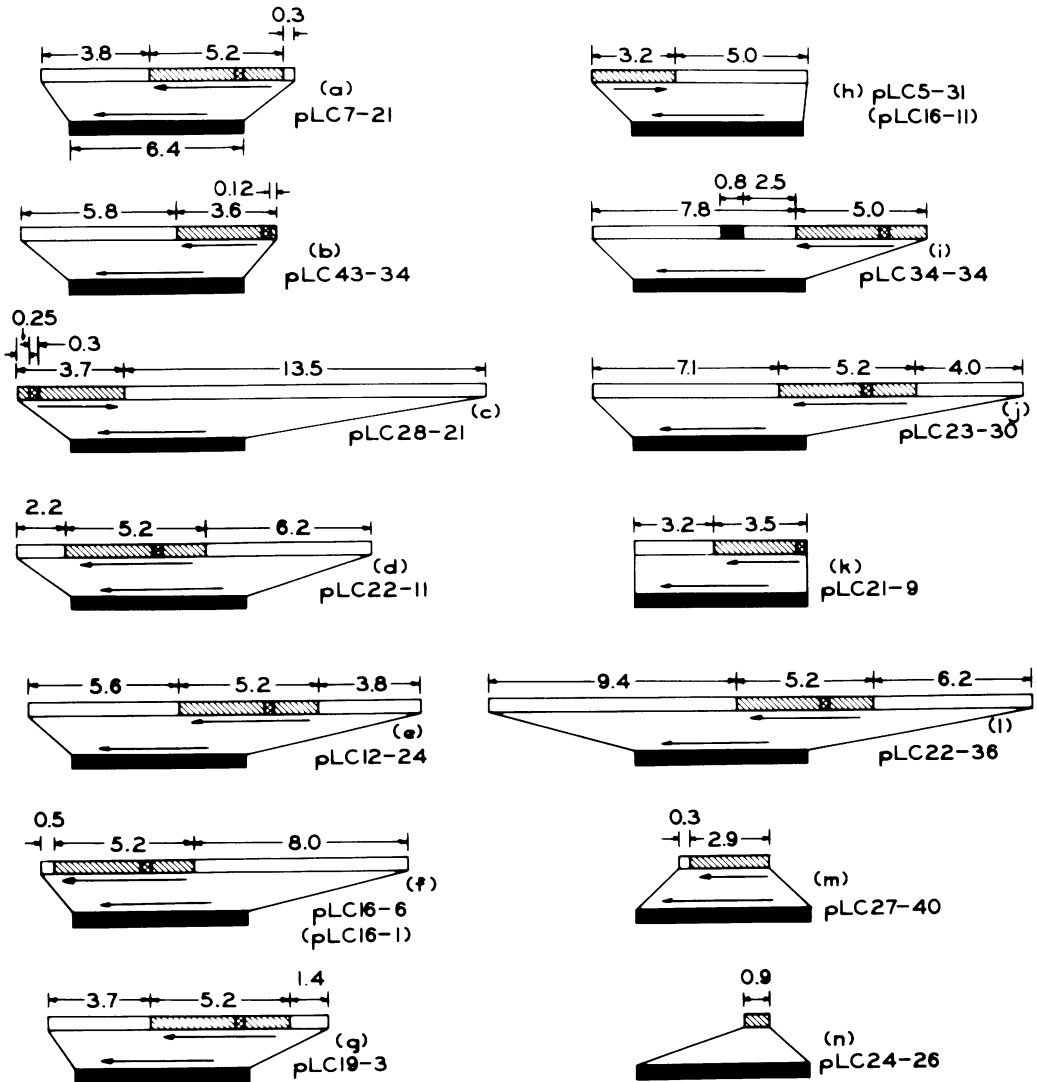 0.3
3.8 5.2
(a)
pLC7-21
6.4
0.12
5.8 3.6
(b)
pLC43-34
0.25
0.3
3.7 13.5
(c)
pLC28-21
2.2
5.2 6.2
(d)
pLC22-11
5.6 5.2 3.8
(e)
pLC12-24
0.5
5.2 8.0
(f)
pLC16-6
(pLC16-1)
1.4
3.7 5.2
(g)
pLC19-3
3.2 5.0
(h) pLC5-31
(pLC16-11)
0.8 2.5
7.8 5.0
(i)
pLC34-34
7.1 5.2 4.0
(j)
pLC23-30
3.2 3.5
(k)
pLC21-9
9.4 5.2 6.2
(l)
pLC22-36
0.3
2.9
(m)
pLC27-40
0.9
(n)
pLC24-26